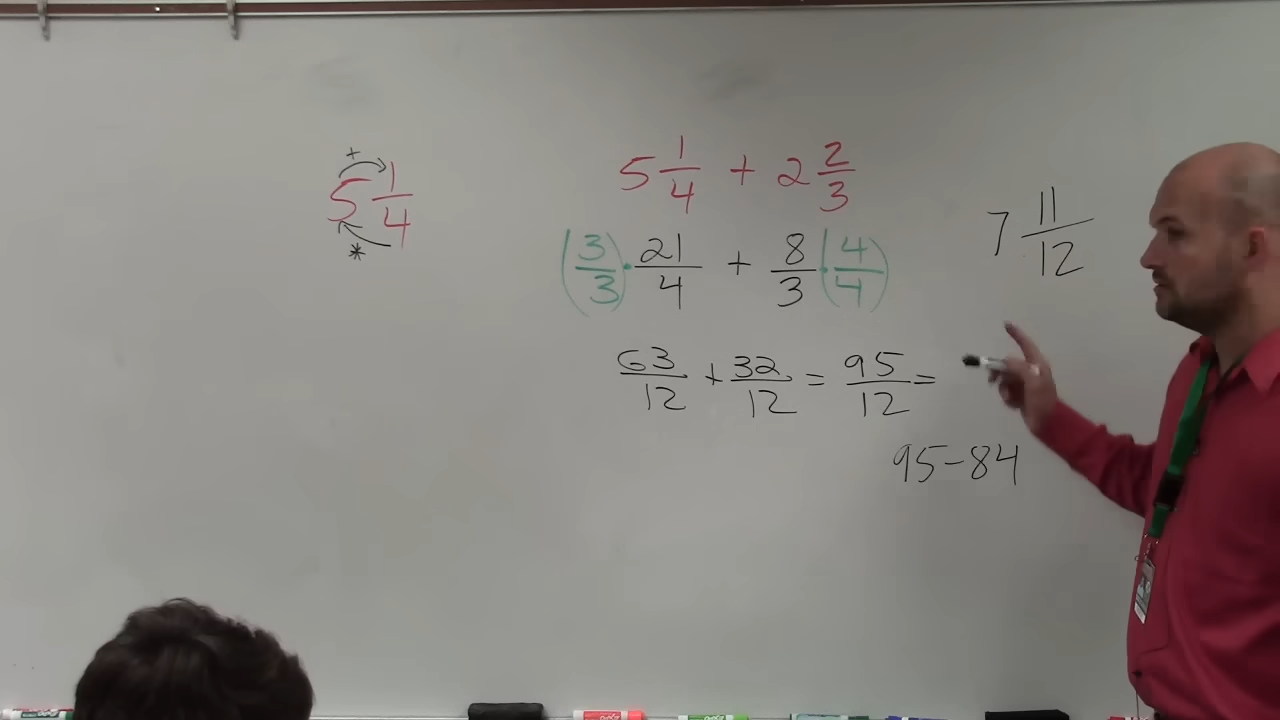 +
5 1/4
*
5 1/4 + 2 2/3
(3/3) · 21/4 + 8/3 · (4/4)
63/12 + 32/12 = 95/12 =
95-84
7 11/12